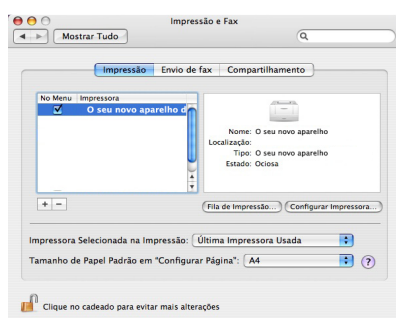 Impressão e Fax
Mostrar Tudo
Impressão Envio de fax Compartilhamento
No Menu Impressora
O seu novo aparelho d
Nome: O seu novo aparelho
Localização:
Tipo: O seu novo aparelho
Estado: Ociosa
+ −
Fila de Impressão... Configurar Impressora...
Impressora Selecionada na Impressão: Última Impressora Usada
Tamanho de Papel Padrão em "Configurar Página": A4 ?
Clique no cadeado para evitar mais alterações